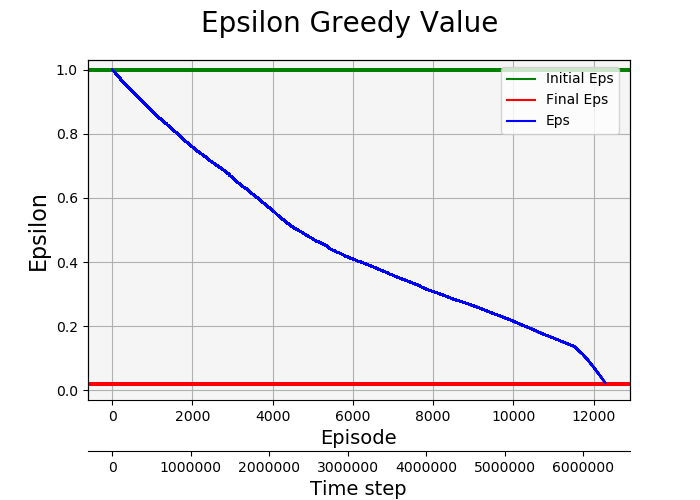 Epsilon Greedy Value
Initial Eps
Final Eps
Eps
Epsilon
1.0
0.8
0.6
0.4
0.2
0.0
0 2000 4000 6000 8000 10000 12000
Episode
0 1000000 2000000 3000000 4000000 5000000 6000000
Time step